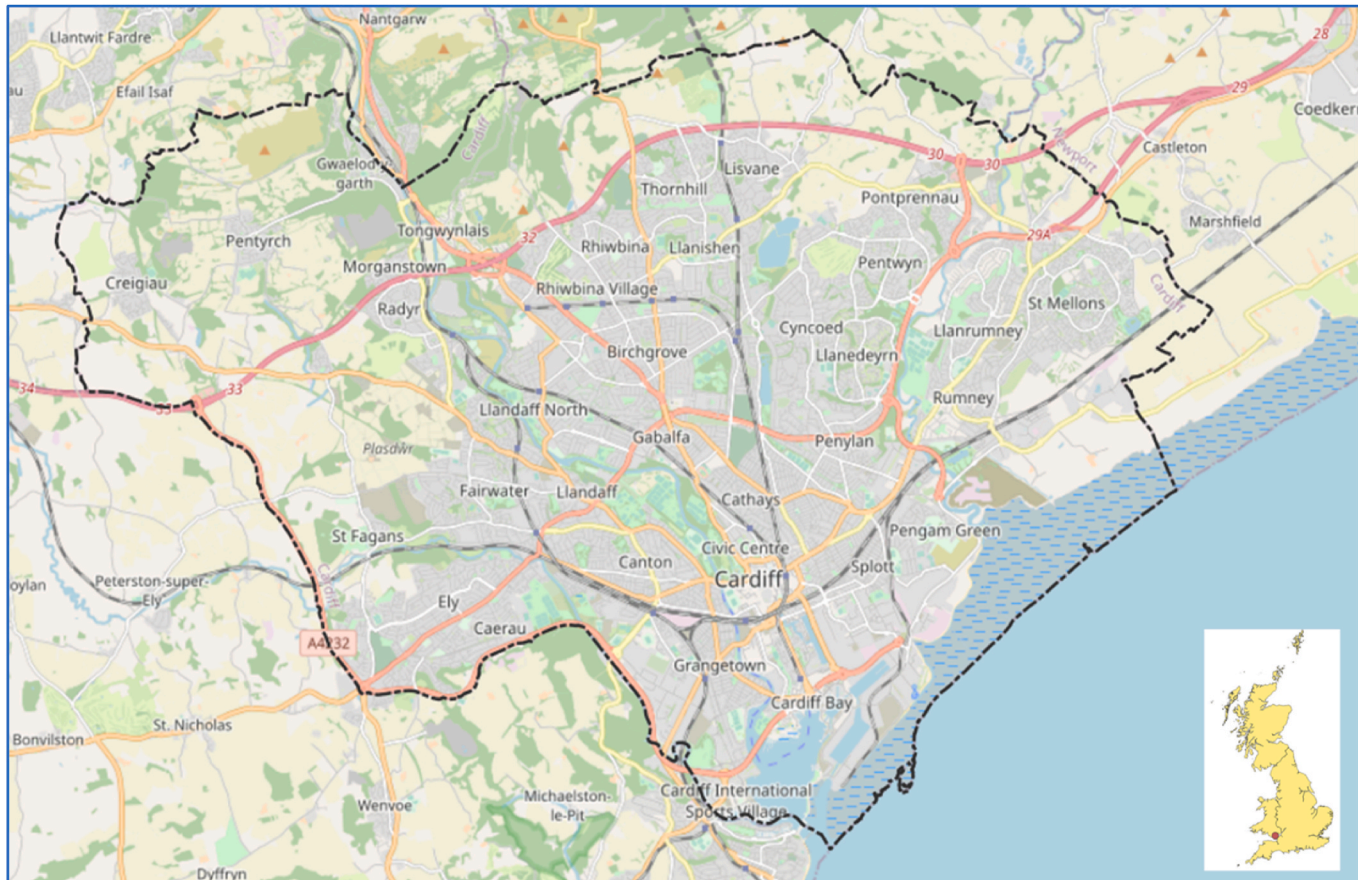 Nantgarw
Llantwit Fardre
28
au
Efail Isaf
29
Coedkern
Cardiff
Newport
Castleton
30
30
Gwaelod y
garth
Lisvane
Thornhill
Pontprennau
Marshfield
Tongwynlais
32
29A
Pentyrch
Rhiwbina
Llanishen
Morganstown
Pentwyn
Creigiau
Rhiwbina Village
Cardiff
St Mellons
Radyr
Cyncoed
Llanrumney
Birchgrove
Llanedeyrn
34
33
33
Rumney
Llandaff North
Gabalfa
Penylan
Plasdŵr
Fairwater
Llandaff
Cathays
St Fagans
Pengam Green
Civic Centre
Canton
Splott
Cardiff
oylan
Peterston-super-
Ely
Cardiff
Ely
Caerau
A4232
Grangetown
Cardiff Bay
St. Nicholas
Bonvilston
Cardiff International
Sports Village
Michaelston-
le-Pit
Wenvoe
Dyffryn